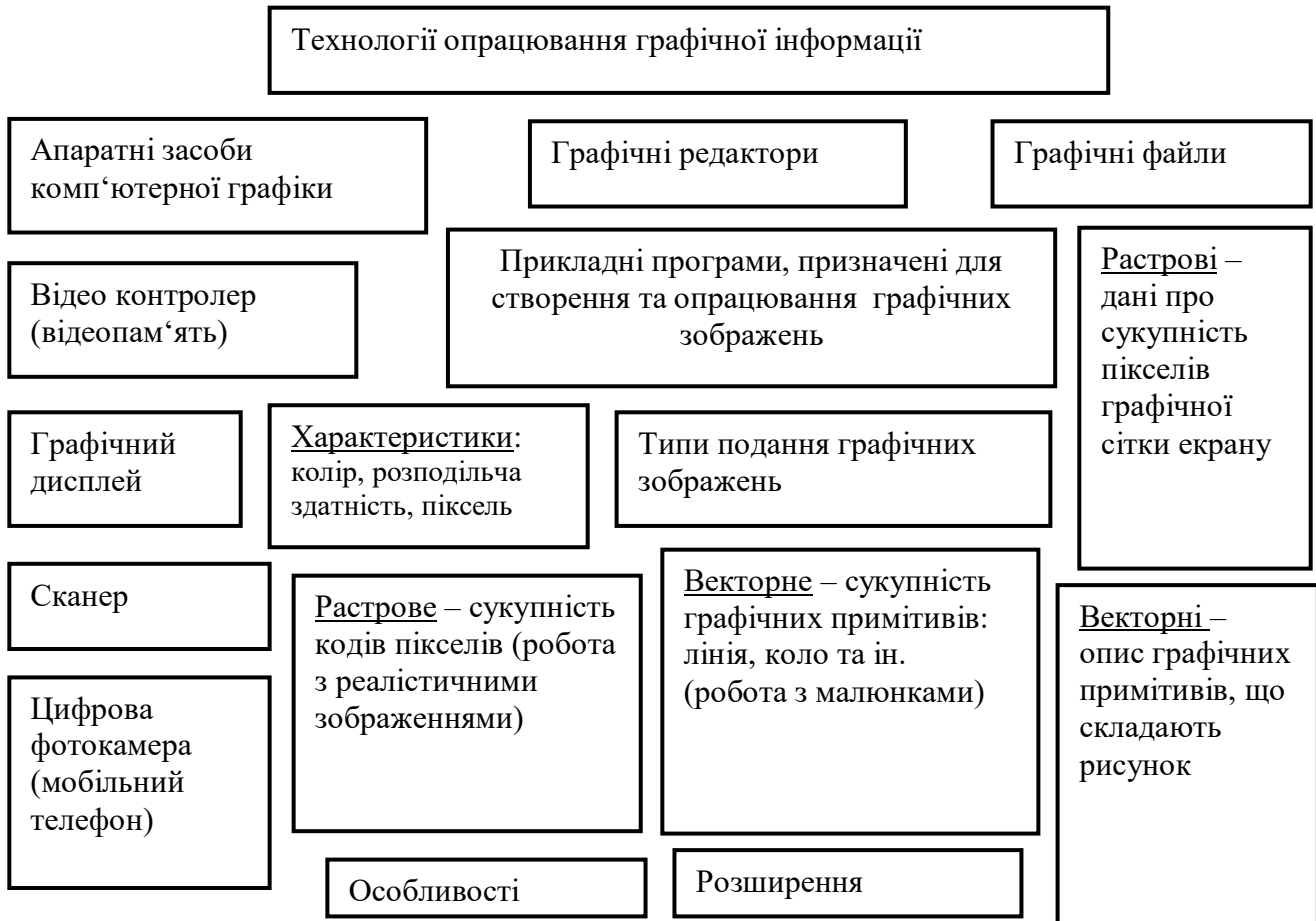 Технології опрацювання графічної інформації
Апаратні засоби
комп‘ютерної графіки
Графічні редактори
Графічні файли
Відео контролер
(відеопам‘ять)
Прикладні програми, призначені для
створення та опрацювання графічних
зображень
Растрові –
дані про
сукупність
пікселів
графічної
сітки екрану
Графічний
дисплей
Характеристики:
колір, розподільча
здатність, піксель
Типи подання графічних
зображень
Сканер
Растрове – сукупність
кодів пікселів (робота
з реалістичними
зображеннями)
Векторне – сукупність
графічних примітивів:
лінія, коло та ін.
(робота з малюнками)
Векторні –
опис графічних
примітивів, що
складають
рисунок
Цифрова
фотокамера
(мобільний
телефон)
Особливості
Розширення